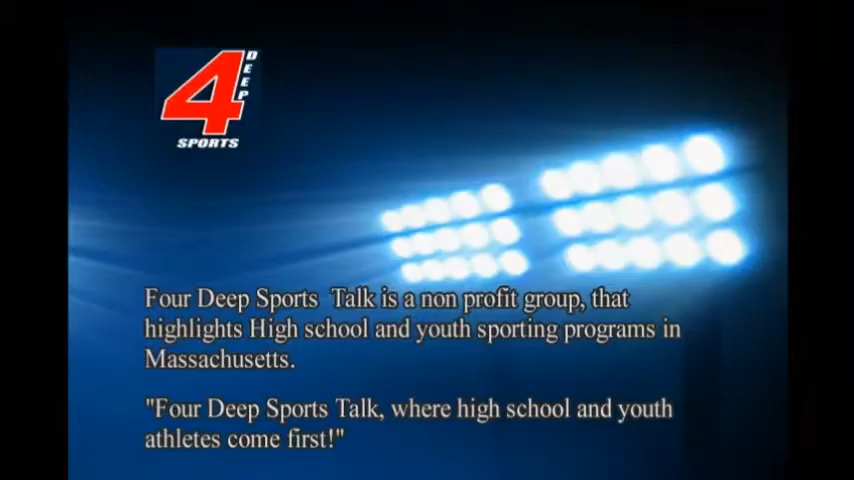 4
DEEP
SPORTS
Four Deep Sports Talk is a non profit group, that
highlights High school and youth sporting programs in
Massachusetts.
"Four Deep Sports Talk, where high school and youth
athletes come first!"